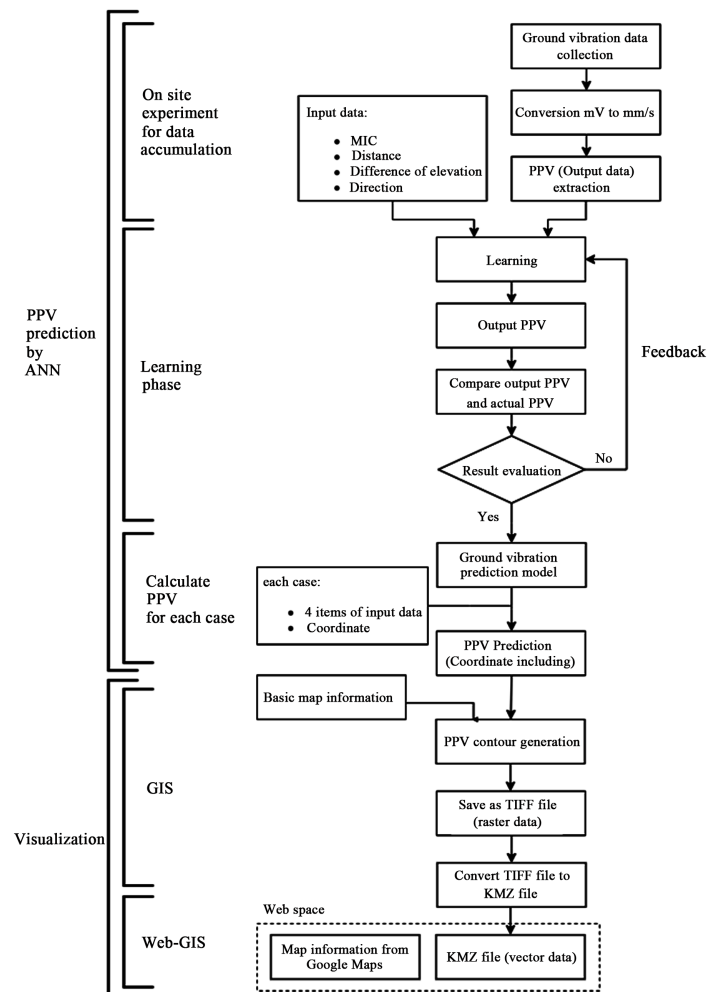 Ground vibration data
collection
On site
experiment
for data
accumulation
Input data:
● MIC
● Distance
● Difference of elevation
● Direction
Conversion mV to mm/s
PPV (Output data)
extraction
Learning
PPV
prediction
by
ANN
Learning
phase
Output PPV
Feedback
Compare output PPV
and actual PPV
Result evaluation
No
Yes
Calculate
PPV
for each case
each case:
● 4 items of input data
● Coordinate
Ground vibration
prediction model
PPV Prediction
(Coordinate including)
Basic map information
PPV contour generation
GIS
Save as TIFF file
(raster data)
Visualization
Convert TIFF file to
KMZ file
Web space
Web-GIS
Map information from
Google Maps
KMZ file (vector data)